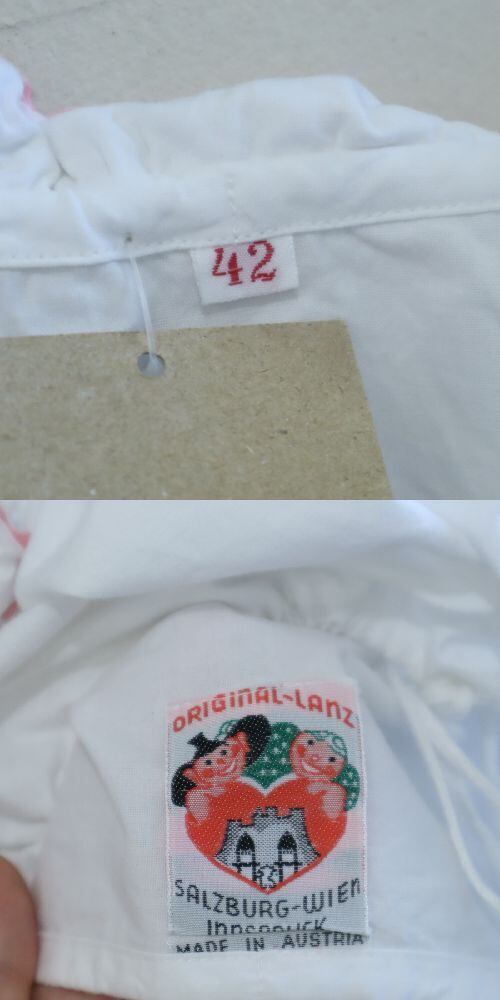 42
ORIGINAL-LANZ
SALZBURG-WIEN
INNSBRUCK
MADE IN AUSTRIA